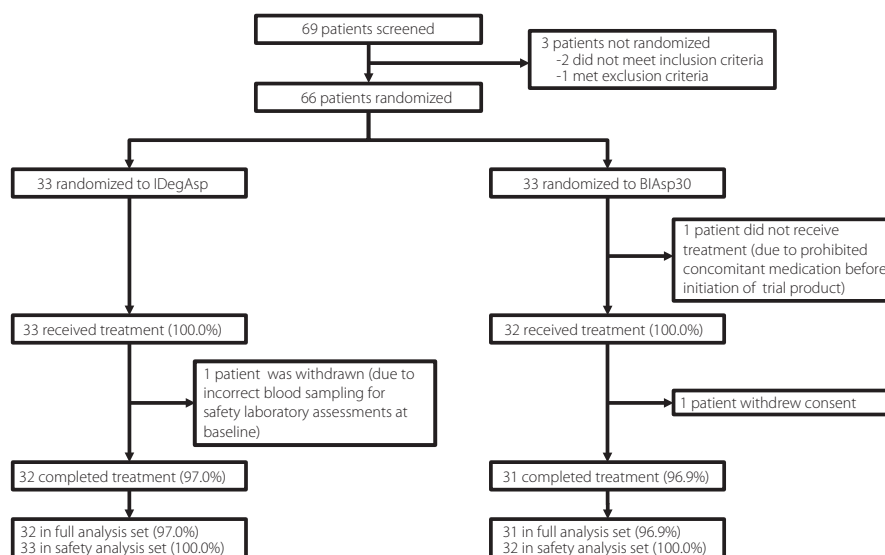 69 patients screened
3 patients not randomized
-2 did not meet inclusion criteria
-1 met exclusion criteria
66 patients randomized
33 randomized to IDegAsp
33 randomized to BIAsp30
1 patient did not receive
treatment (due to prohibited
concomitant medication before
initiation of trial product)
33 received treatment (100.0%)
32 received treatment (100.0%)
1 patient was withdrawn (due to
incorrect blood sampling for
safety laboratory assessments at
baseline)
1 patient withdrew consent
32 completed treatment (97.0%)
31 completed treatment (96.9%)
32 in full analysis set (97.0%)
33 in safety analysis set (100.0%)
31 in full analysis set (96.9%)
32 in safety analysis set (100.0%)